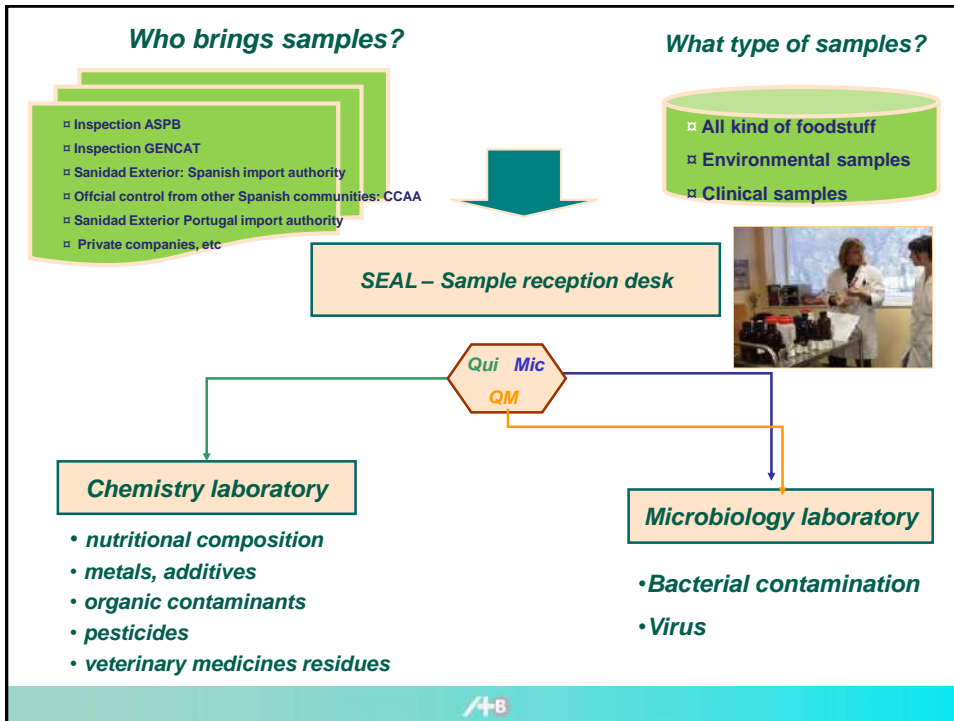 Who brings samples?
What type of samples?
¤ Inspection ASPB
¤ Inspection GENCAT
¤ Sanidad Exterior: Spanish import authority
¤ Offcial control from other Spanish communities: CCAA
¤ Sanidad Exterior Portugal import authority
¤ Private companies, etc
¤ All kind of foodstuff
¤ Environmental samples
¤ Clinical samples
SEAL – Sample reception desk
Qui Mic
QM
Chemistry laboratory
• nutritional composition
• metals, additives
• organic contaminants
• pesticides
• veterinary medicines residues
Microbiology laboratory
•Bacterial contamination
•Virus